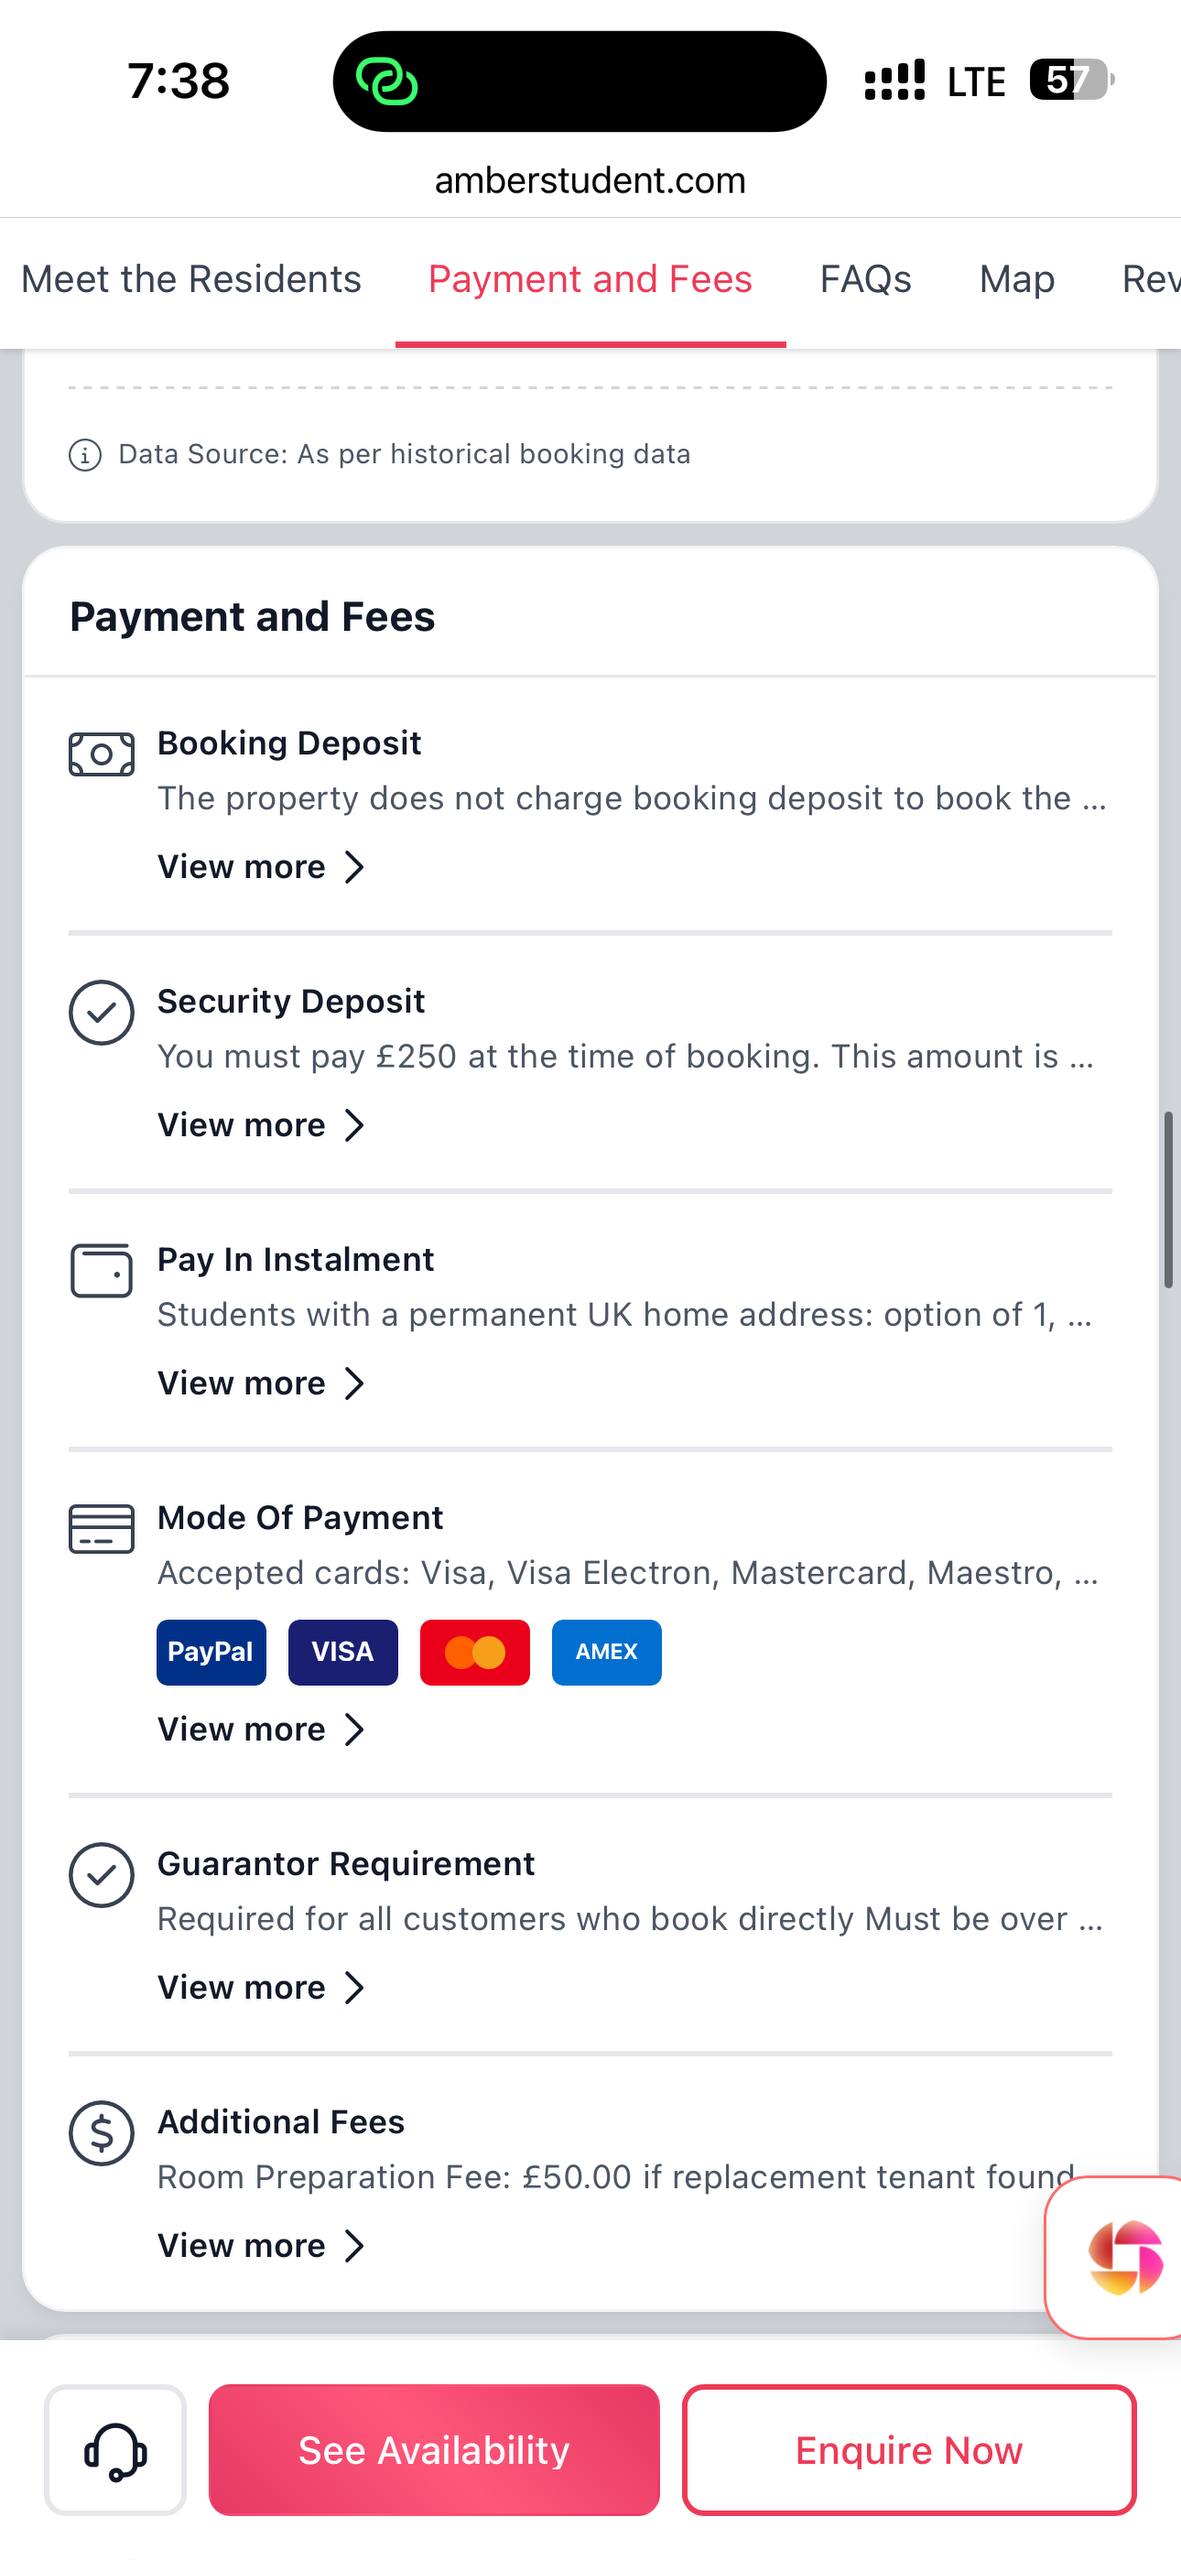 7:38
LTE
57
amberstudent.com
Meet the Residents Payment and Fees FAQs Map Rev
Data Source: As per historical booking data
Payment and Fees
Booking Deposit
The property does not charge booking deposit to book the ...
View more
Security Deposit
You must pay £250 at the time of booking. This amount is ...
View more
Pay In Instalment
Students with a permanent UK home address: option of 1, ...
View more
Mode Of Payment
Accepted cards: Visa, Visa Electron, Mastercard, Maestro, ...
PayPal VISA AMEX
View more
Guarantor Requirement
Required for all customers who book directly Must be over ...
View more
Additional Fees
Room Preparation Fee: £50.00 if replacement tenant found
View more
See Availability
Enquire Now